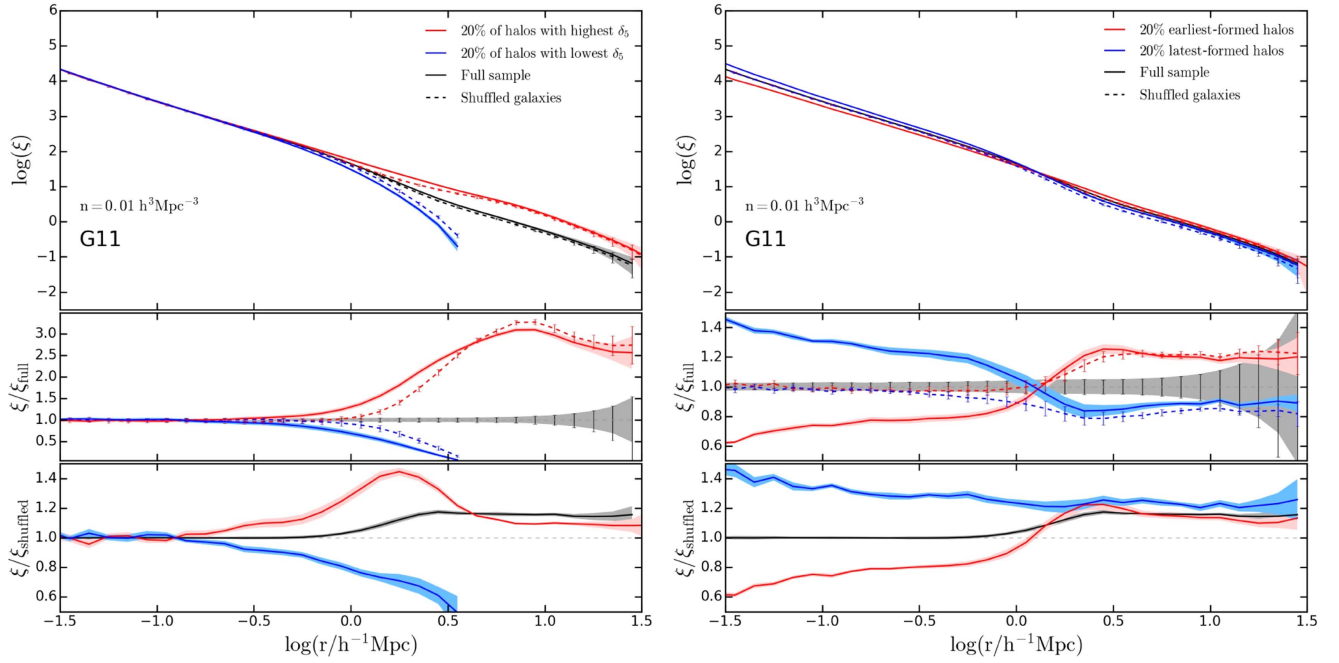 6
5
4
3
2
1
0
−1
−2
log(ξ)
20% of halos with highest δ5
20% of halos with lowest δ5
Full sample
Shuffled galaxies
n = 0.01 h³Mpc⁻³
G11
3.0
2.5
1.0
0.5
ξ/ξfull
1.4
1.2
1.0
0.8
0.6
ξ/ξshuffled
−1.5 −1.0 −0.5 0.0 0.5 1.0 1.5
log(r/h⁻¹Mpc)
6
5
4
3
2
1
0
−1
−2
log(ξ)
20% earliest-formed halos
20% latest-formed halos
Full sample
Shuffled galaxies
n = 0.01 h³Mpc⁻³
G11
1.4
1.2
1.0
0.8
0.6
ξ/ξfull
1.4
1.2
1.0
0.8
0.6
ξ/ξshuffled
−1.5 −1.0 −0.5 0.0 0.5 1.0 1.5
log(r/h⁻¹Mpc)